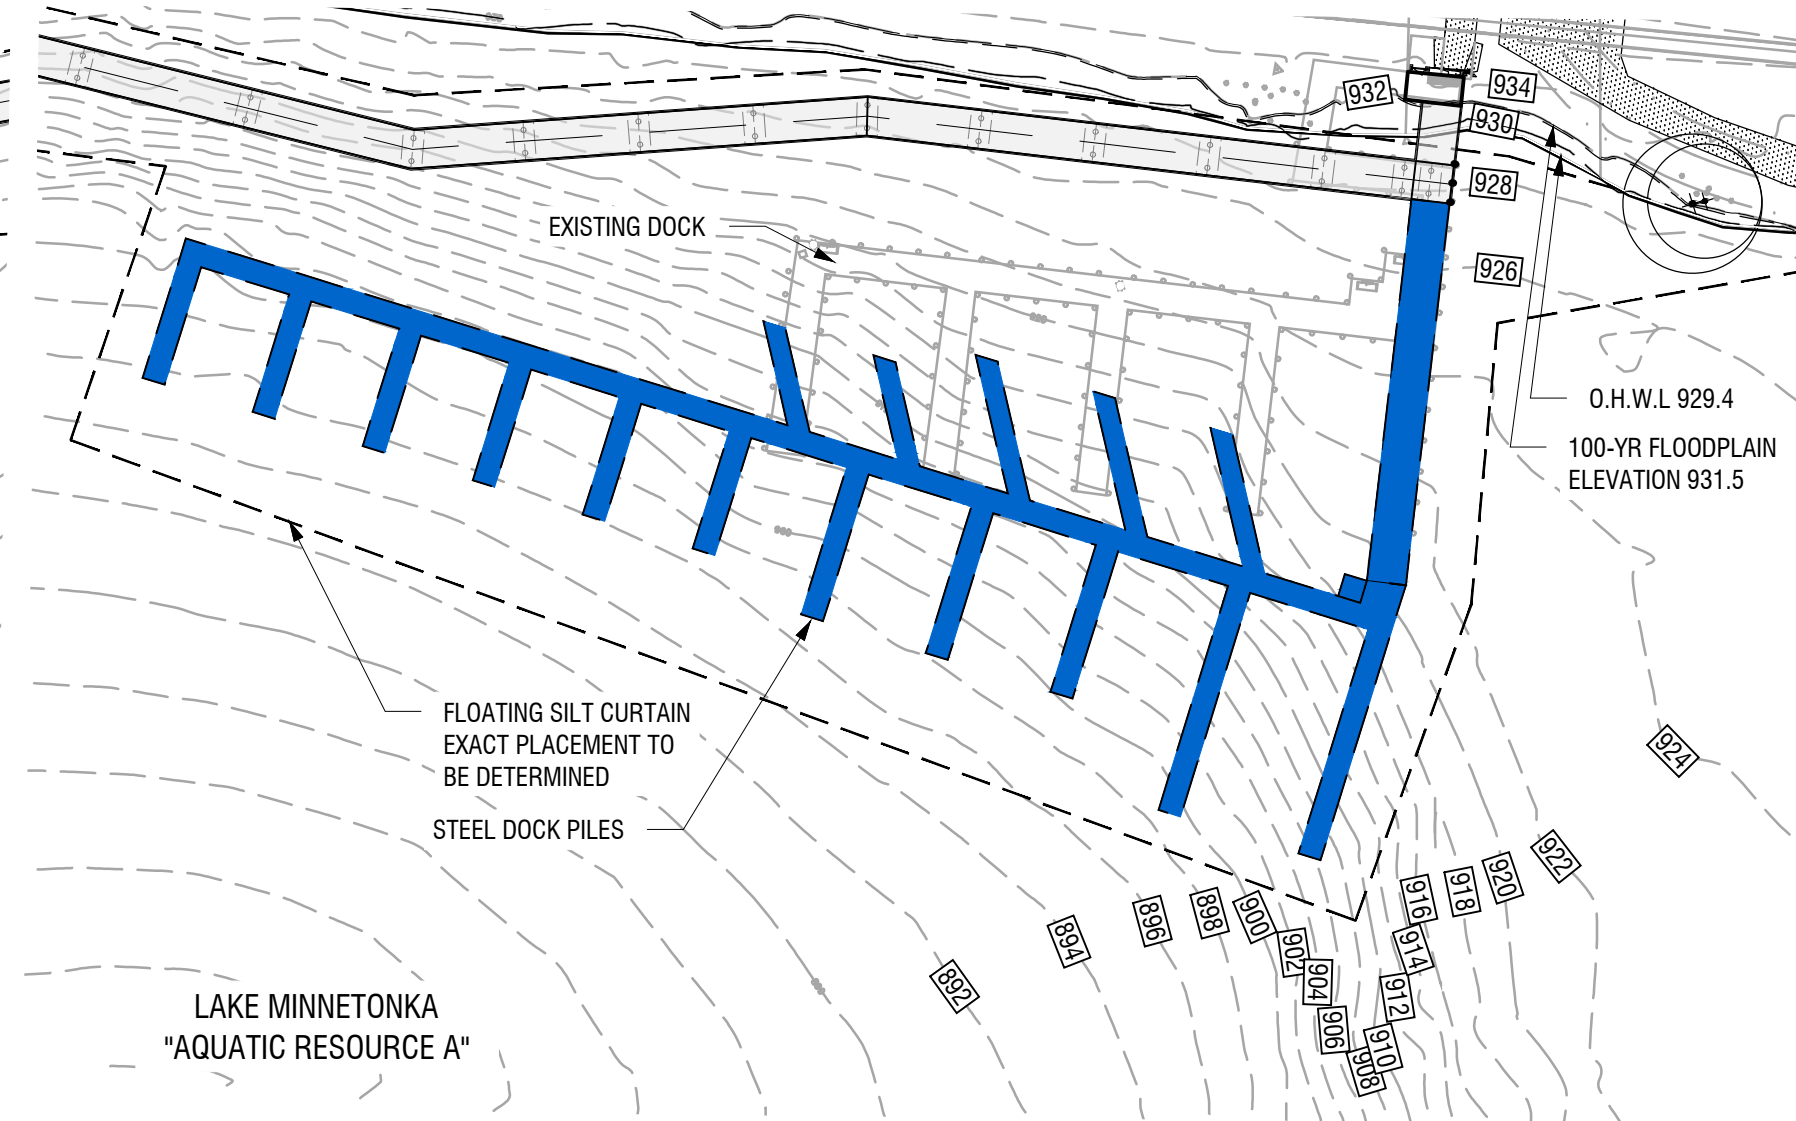 932
934
930
928
EXISTING DOCK
926
O.H.W.L 929.4
100-YR FLOODPLAIN
ELEVATION 931.5
FLOATING SILT CURTAIN
EXACT PLACEMENT TO
BE DETERMINED
STEEL DOCK PILES
924
922
920
918
916
914
912
910
908
906
904
902
900
898
896
894
892
LAKE MINNETONKA
"AQUATIC RESOURCE A"